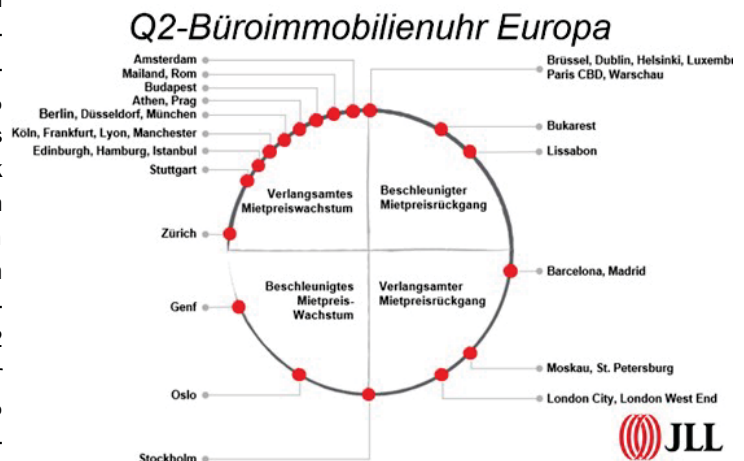 Q2-Büroimmobilienuhr Europa
Amsterdam
Mailand, Rom
Budapest
Athen, Prag
Berlin, Düsseldorf, München
Köln, Frankfurt, Lyon, Manchester
Edinburgh, Hamburg, Istanbul
Stuttgart
Zürich
Genf
Oslo
Stockholm
Brüssel, Dublin, Helsinki, Luxembu
Paris CBD, Warschau
Bukarest
Lissabon
Barcelona, Madrid
Moskau, St. Petersburg
London City, London West End
Verlangsamtes
Mietpreiswachstum
Beschleunigter
Mietpreisrückgang
Beschleunigtes
Mietpreis-
Wachstum
Verlangsamter
Mietpreisrückgang
JLL